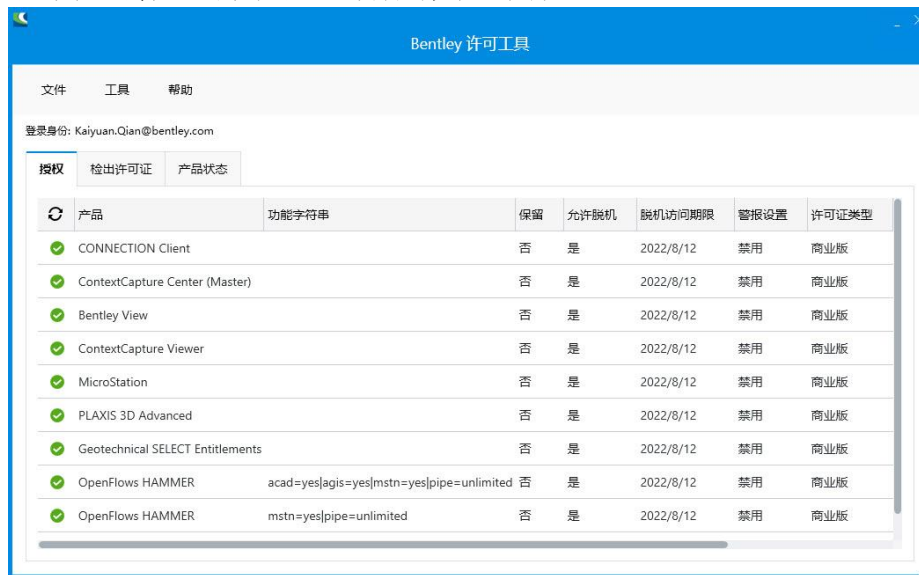 Bentley 许可工具
文件 工具 帮助
登录身份: Kaiyuan.Qian@bentley.com
授权 检出许可证 产品状态
产品 功能字符串 保留 允许脱机 脱机访问期限 警报设置 许可证类型
CONNECTION Client 否 是 2022/8/12 禁用 商业版
ContextCapture Center (Master) 否 是 2022/8/12 禁用 商业版
Bentley View 否 是 2022/8/12 禁用 商业版
ContextCapture Viewer 否 是 2022/8/12 禁用 商业版
MicroStation 否 是 2022/8/12 禁用 商业版
PLAXIS 3D Advanced 否 是 2022/8/12 禁用 商业版
Geotechnical SELECT Entitlements 否 是 2022/8/12 禁用 商业版
OpenFlows HAMMER acad=yes|agis=yes|mstn=yes|pipe=unlimited 否 是 2022/8/12 禁用 商业版
OpenFlows HAMMER mstn=yes|pipe=unlimited 否 是 2022/8/12 禁用 商业版